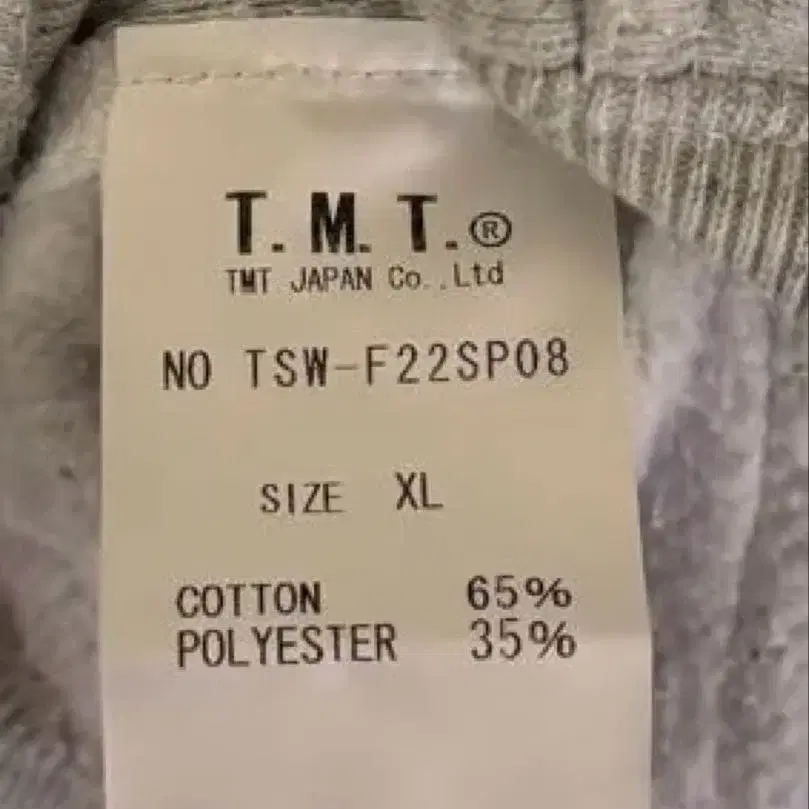 T.M.T.®
TMT JAPAN Co.,Ltd
NO TSW-F22SP08
SIZE XL
COTTON 65%
POLYESTER 35%